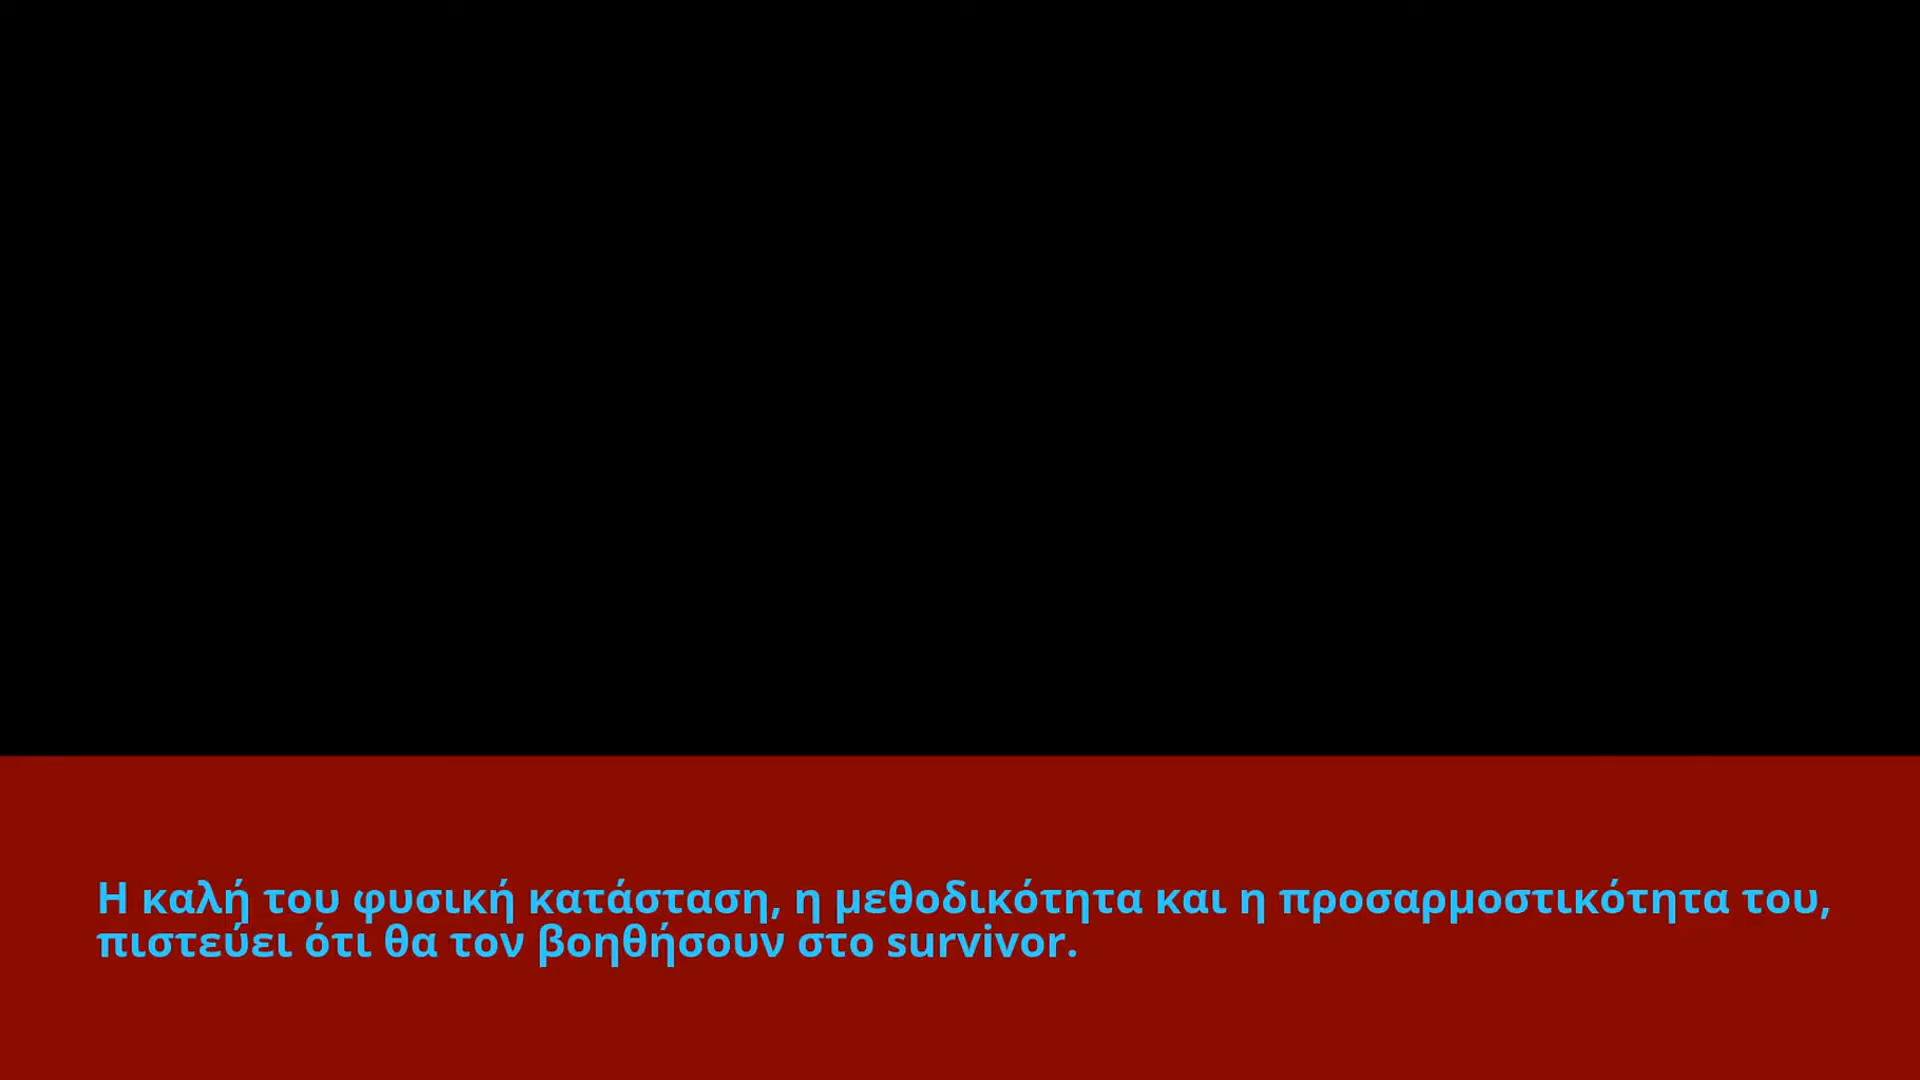 Η καλή του φυσική κατάσταση, η μεθοδικότητα και η προσαρμοστικότητα του,
πιστεύει ότι θα τον βοηθήσουν στο survivor.